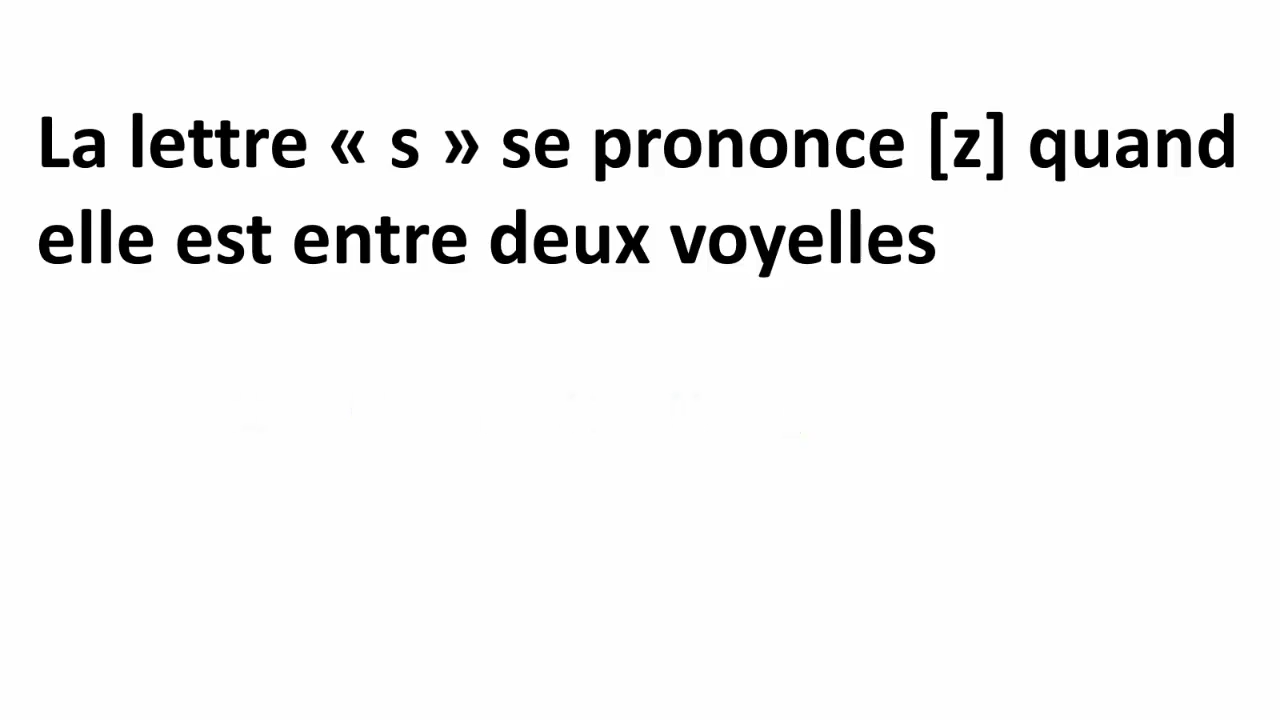 La lettre « s » se prononce [z] quand
elle est entre deux voyelles